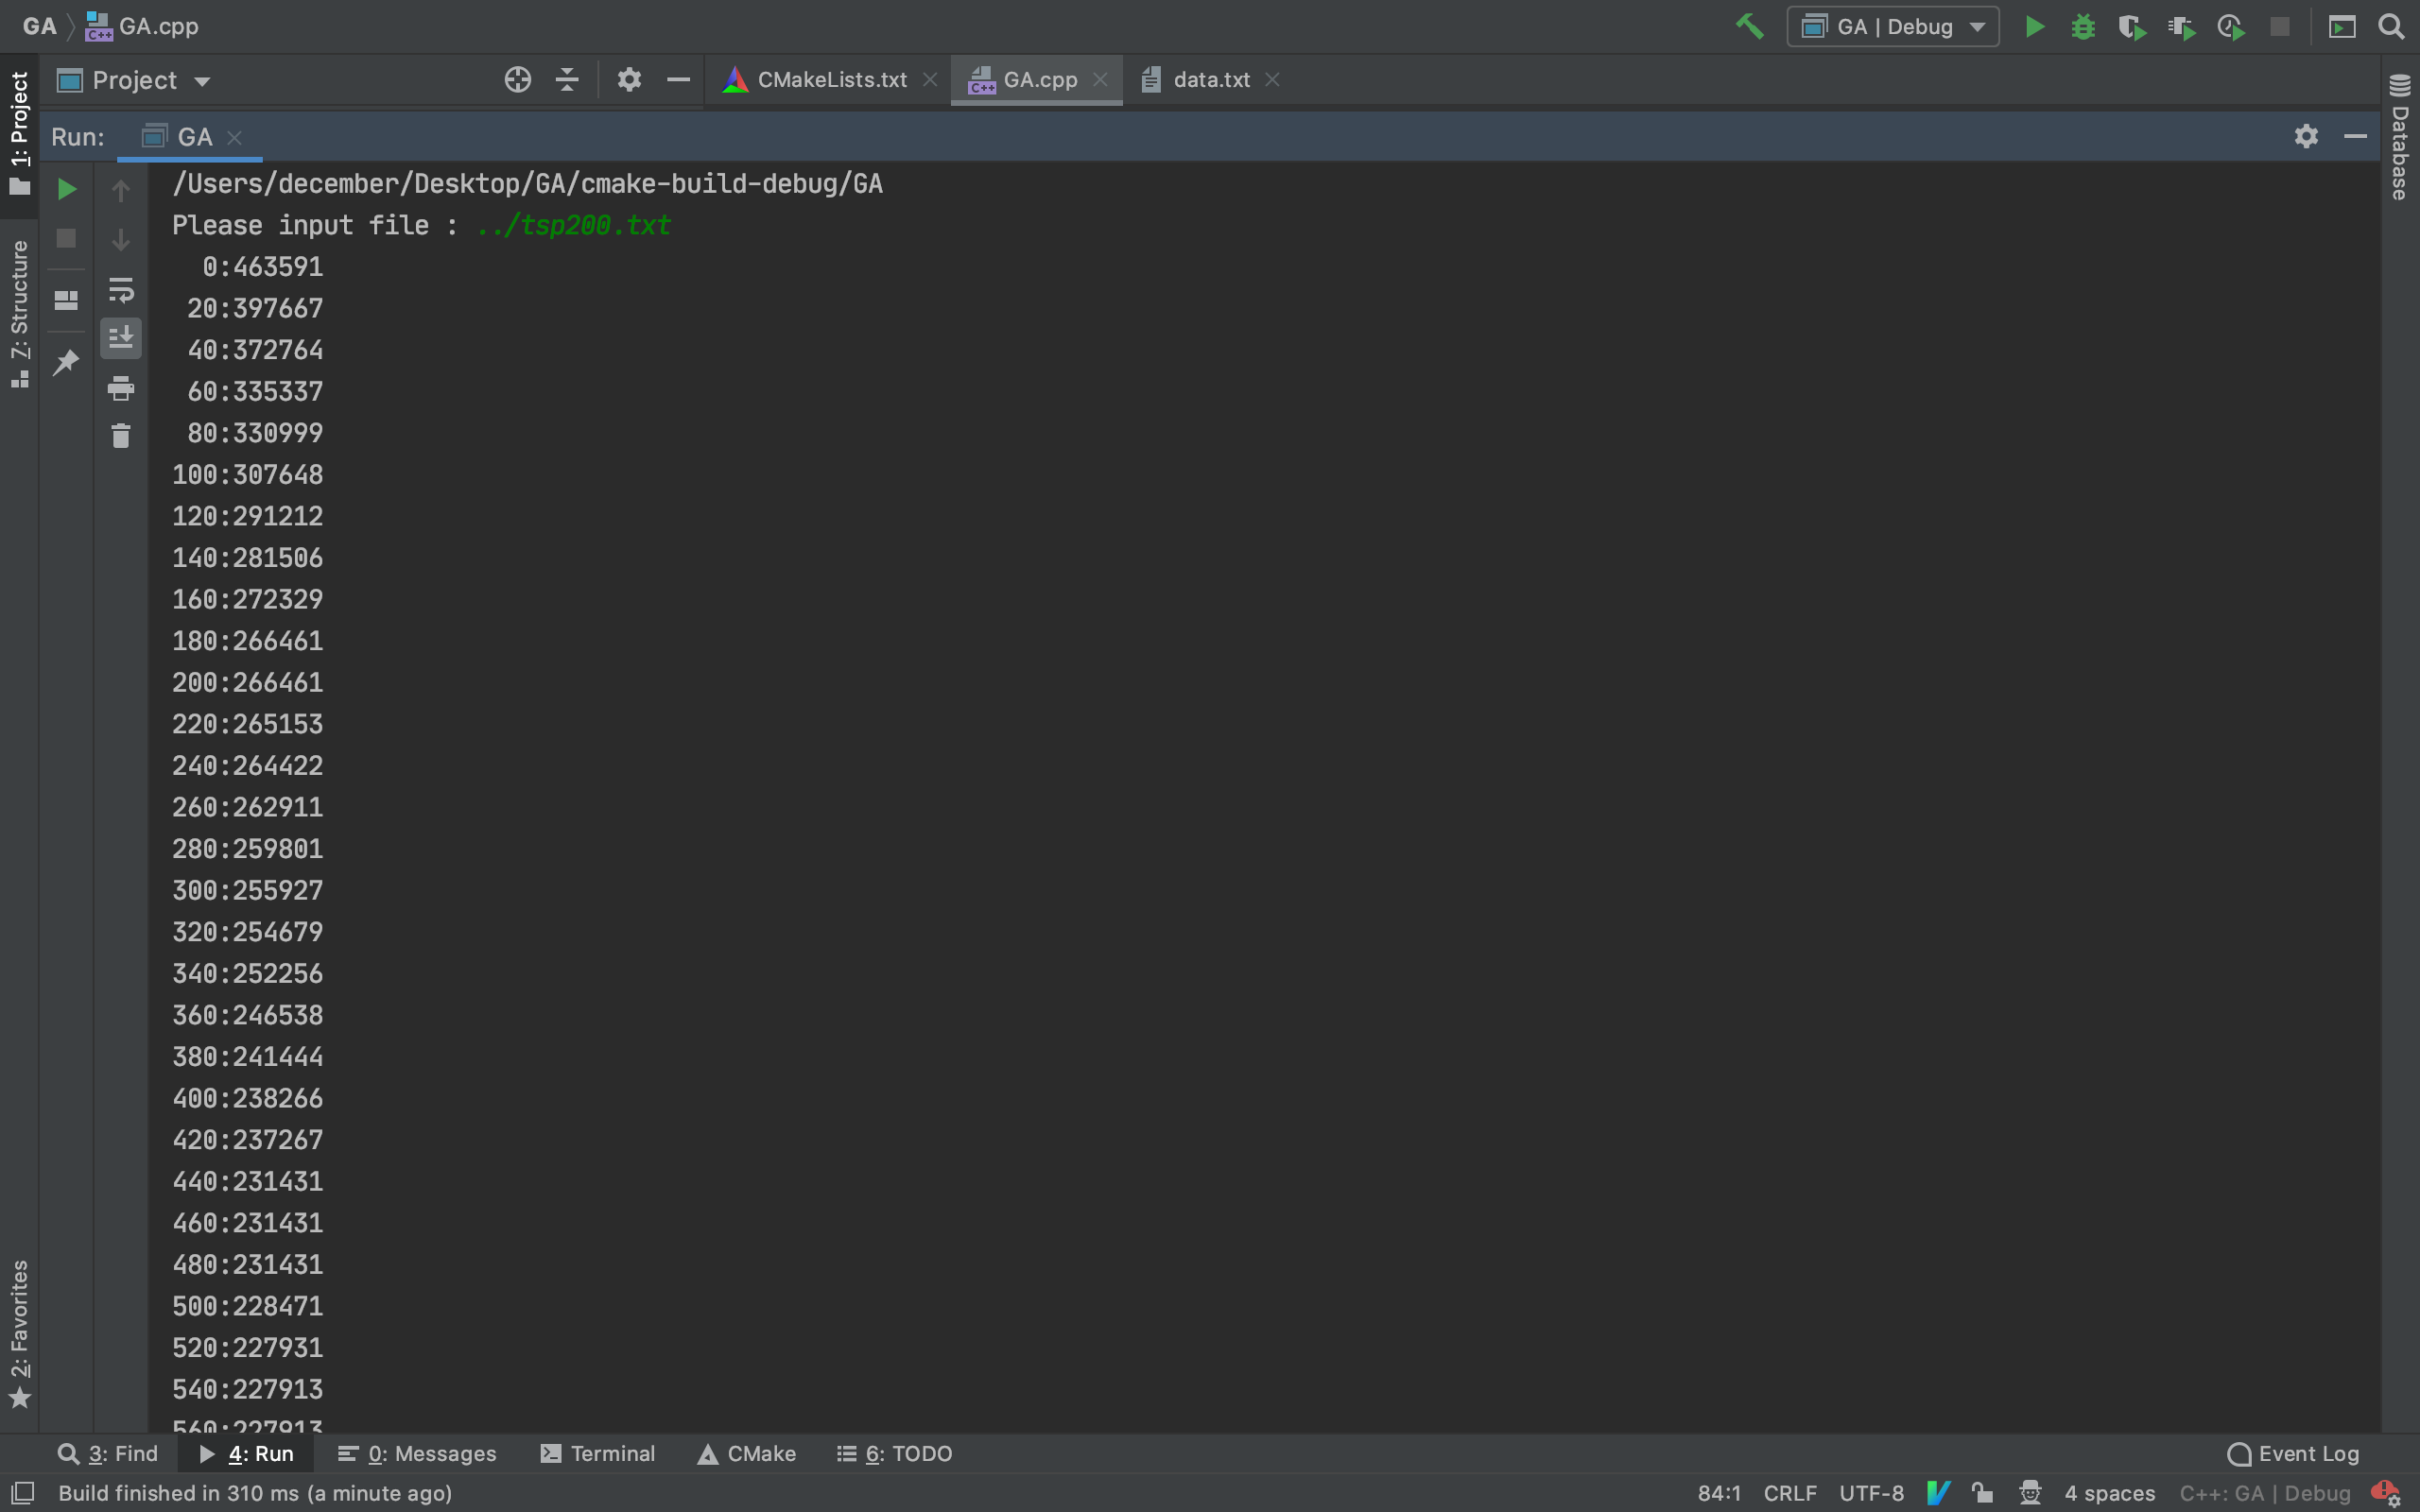 GA GA.cpp GA | Debug
Project CMakeLists.txt GA.cpp data.txt
Run: GA
1: Project
7: Structure
2: Favorites
Database
/Users/december/Desktop/GA/cmake-build-debug/GA
Please input file : ../tsp200.txt
0:463591
20:397667
40:372764
60:335337
80:330999
100:307648
120:291212
140:281506
160:272329
180:266461
200:266461
220:265153
240:264422
260:262911
280:259801
300:255927
320:254679
340:252256
360:246538
380:241444
400:238266
420:237267
440:231431
460:231431
480:231431
500:228471
520:227931
540:227913
560:227913
3: Find 4: Run 0: Messages Terminal CMake 6: TODO Event Log
Build finished in 310 ms (a minute ago) 84:1 CRLF UTF-8 4 spaces C++: GA | Debug